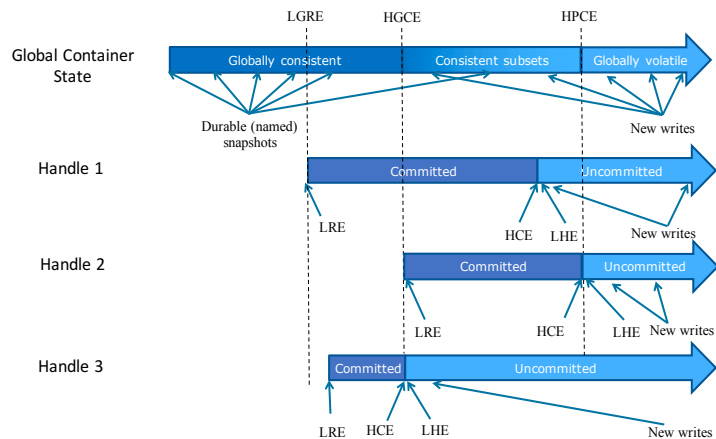 LGRE HGCE HPCE
Global Container
State
Globally consistent Consistent subsets Globally volatile
Durable (named)
snapshots
New writes
Handle 1
Committed Uncommitted
LRE HCE LHE New writes
Handle 2
Committed Uncommitted
LRE HCE LHE New writes
Handle 3
Committed Uncommitted
LRE HCE LHE New writes